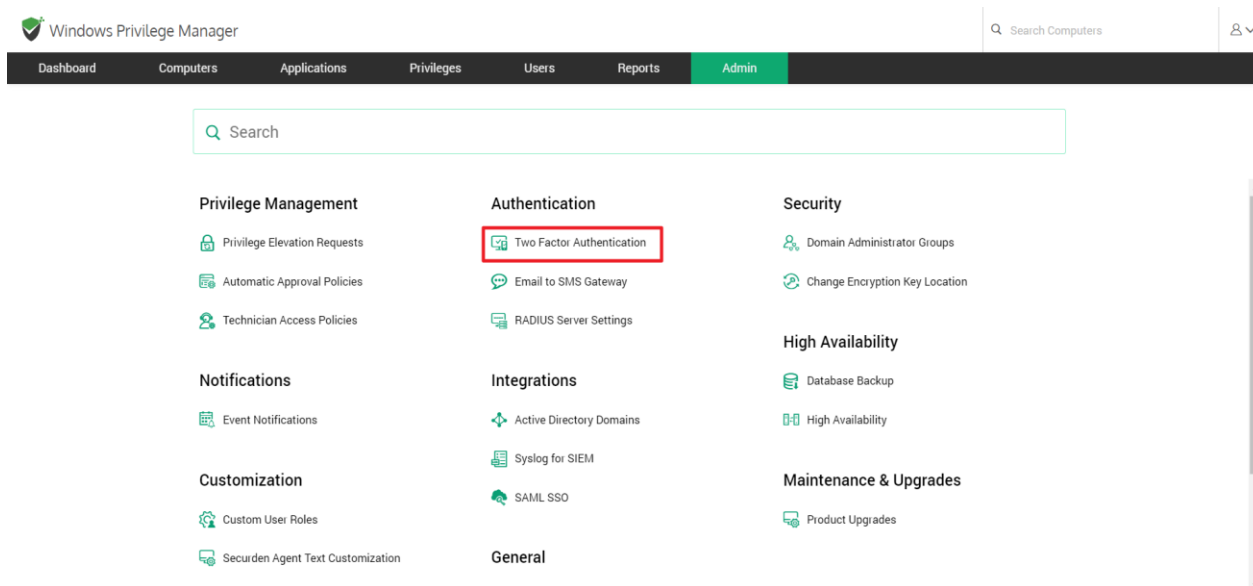 Windows Privilege Manager
Search Computers
Dashboard Computers Applications Privileges Users Reports Admin
Search
Privilege Management
Privilege Elevation Requests
Automatic Approval Policies
Technician Access Policies
Notifications
Event Notifications
Customization
Custom User Roles
Securden Agent Text Customization
Authentication
Two Factor Authentication
Email to SMS Gateway
RADIUS Server Settings
Integrations
Active Directory Domains
Syslog for SIEM
SAML SSO
General
Security
Domain Administrator Groups
Change Encryption Key Location
High Availability
Database Backup
High Availability
Maintenance & Upgrades
Product Upgrades